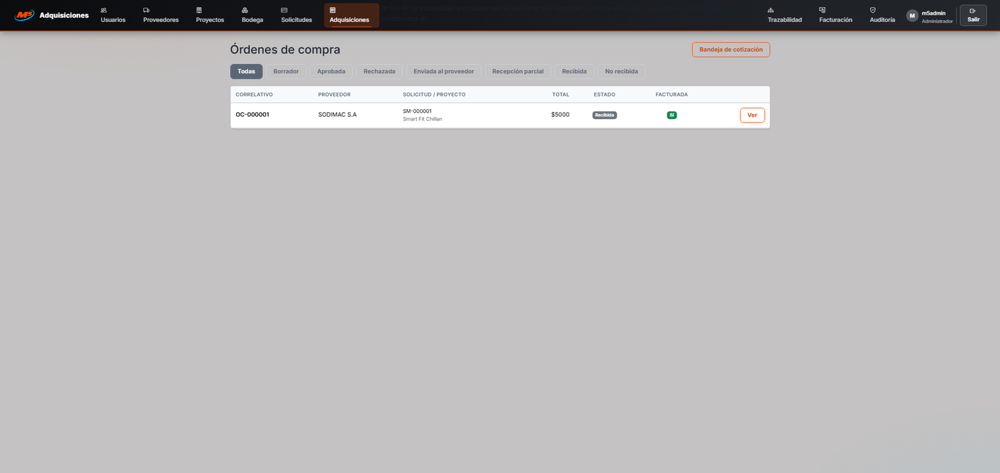 M5 Adquisiciones
Usuarios
Proveedores
Proyectos
Bodega
Solicitudes
Adquisiciones
Trazabilidad
Facturación
Auditoría
M
m5admin
Administrador
Salir
Órdenes de compra
Bandeja de cotización
Todas
Borrador
Aprobada
Rechazada
Enviada al proveedor
Recepción parcial
Recibida
No recibida
CORRELATIVO PROVEEDOR SOLICITUD / PROYECTO TOTAL ESTADO FACTURADA
OC-000001 SODIMAC S.A SM-000001 $5000 Recibida Sí Ver
Smart Fit Chillan